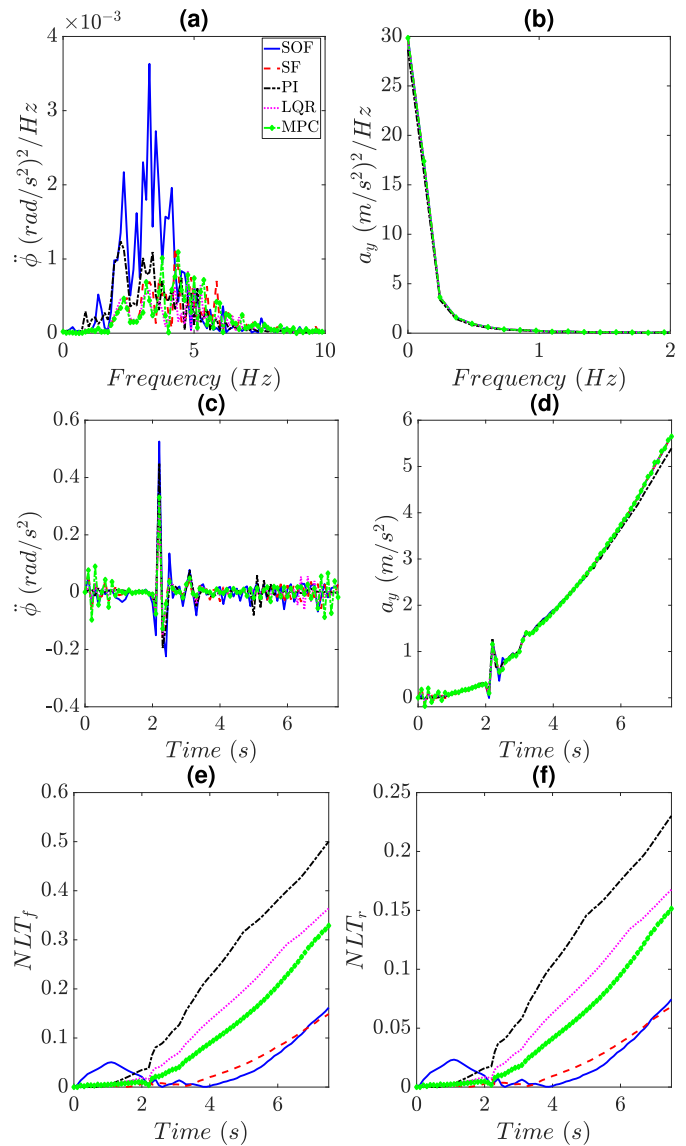 (a) (b)
×10⁻³
4 3 2 1 0
ϕ̈ (rad/s²)²/Hz
SOF
SF
PI
LQR
MPC
0 5 10
Frequency (Hz)
30 25 20 15 10 5 0
a_y (m/s²)²/Hz
0 1 2
Frequency (Hz)
(c) (d)
0.6 0.4 0.2 0 -0.2 -0.4
ϕ̈ (rad/s²)
0 2 4 6
Time (s)
6 5 4 3 2 1 0
a_y (m/s²)
0 2 4 6
Time (s)
(e) (f)
0.6 0.5 0.4 0.3 0.2 0.1 0
NLT_f
0 2 4 6
Time (s)
0.25 0.2 0.15 0.1 0.05 0
NLT_r
0 2 4 6
Time (s)